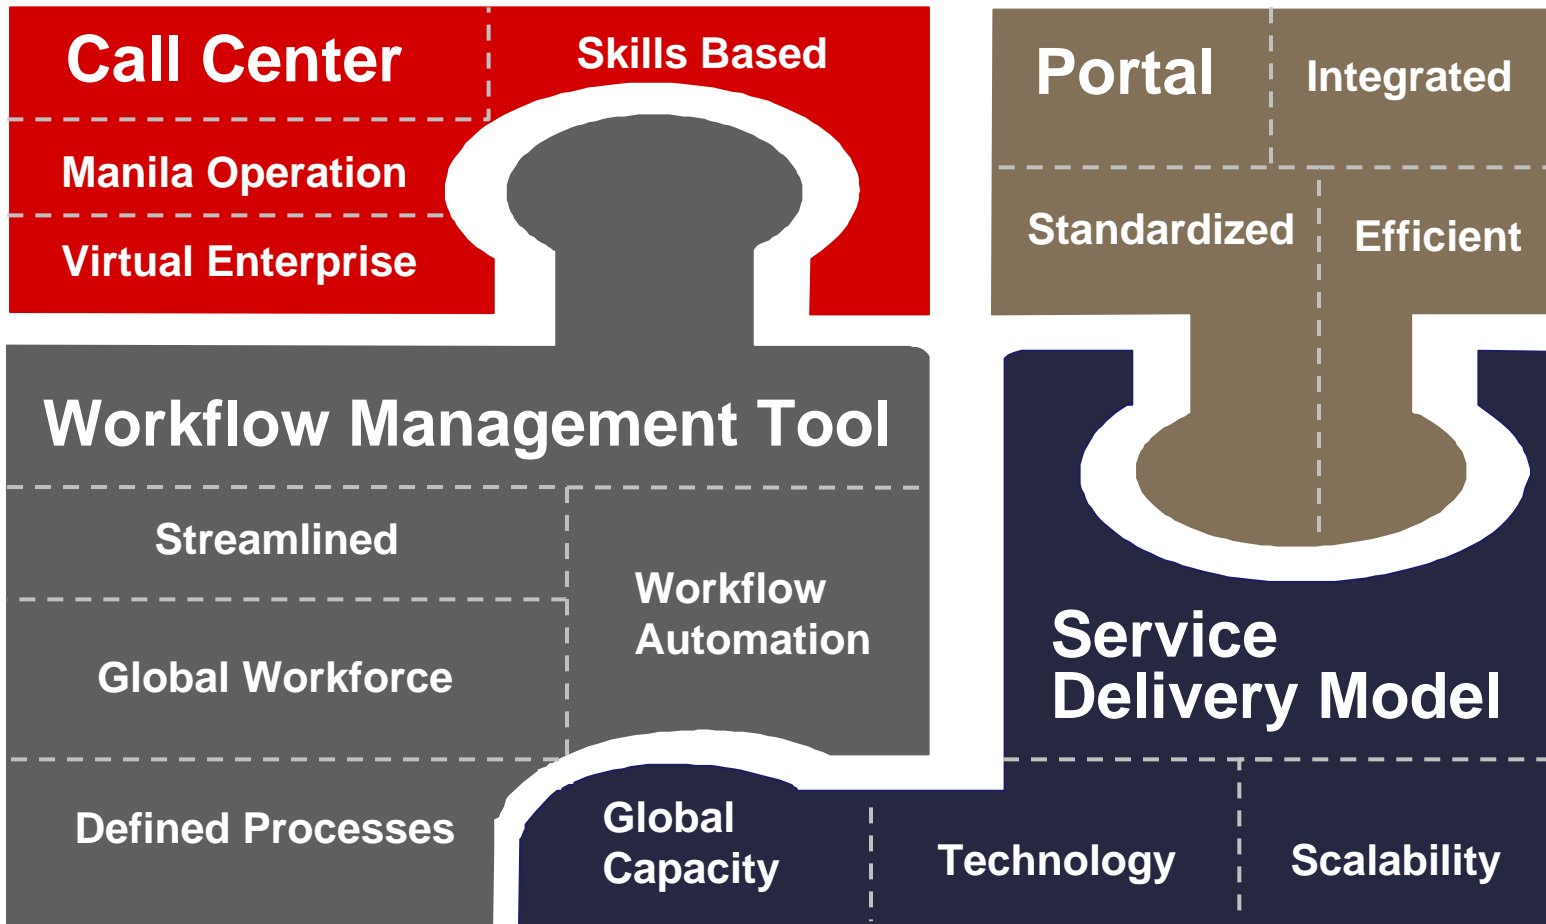 Call Center
Skills Based
Manila Operation
Virtual Enterprise
Portal
Integrated
Standardized
Efficient
Workflow Management Tool
Streamlined
Workflow
Automation
Global Workforce
Defined Processes
Service
Delivery Model
Global
Capacity
Technology
Scalability